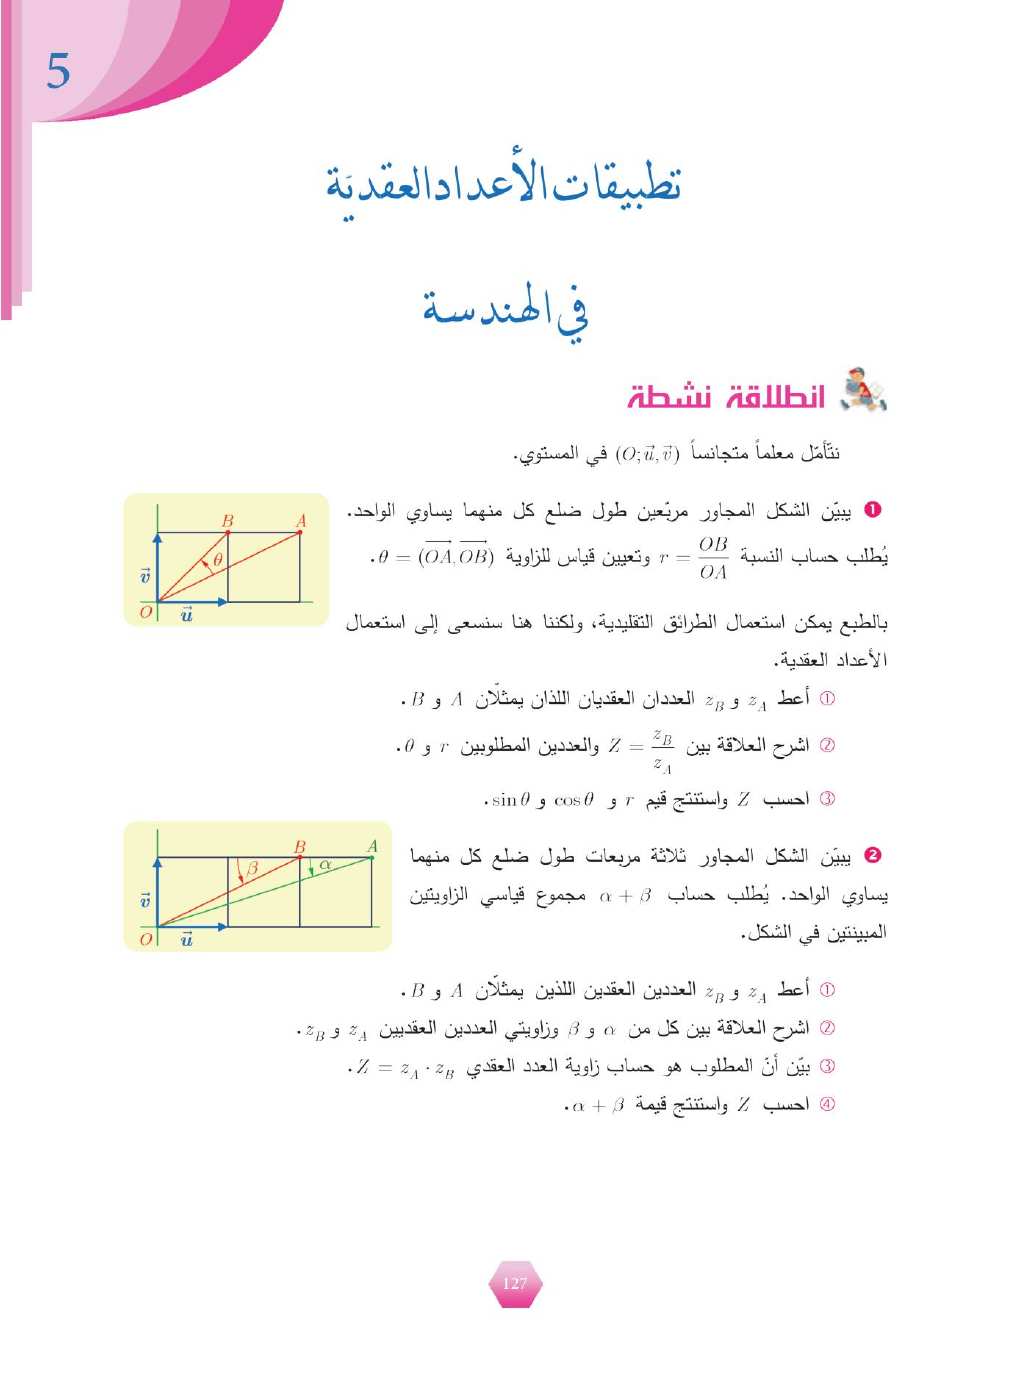 5
تطبيقات الأعداد العقديّة
في الهندسة
انطلاقة نشطة
نتأمّل معلماً متجانساً (O; u⃗, v⃗) في المستوي.
❶ يبيّن الشكل المجاور مربّعين طول ضلع كل منهما يساوي الواحد.
يُطلب حساب النسبة r = OB/OA وتعيين قياس للزاوية θ = (OA⃗, OB⃗).
B A
θ
v⃗
O u⃗
بالطبع يمكن استعمال الطرائق التقليدية، ولكننا هنا سنسعى إلى استعمال
الأعداد العقدية.
① أعط z_A و z_B العددان العقديان اللذان يمثلّان A و B.
② اشرح العلاقة بين Z = z_B/z_A والعددين المطلوبين r و θ.
③ احسب Z واستنتج قيم r و cos θ و sin θ.
❷ يبيّن الشكل المجاور ثلاثة مربعات طول ضلع كل منهما
يساوي الواحد. يُطلب حساب α + β مجموع قياسي الزاويتين
المبينتين في الشكل.
B A
β α
v⃗
O u⃗
① أعط z_A و z_B العددين العقدين اللذين يمثلّان A و B.
② اشرح العلاقة بين كل من α و β وزاويتي العددين العقديين z_A و z_B.
③ بيّن أنّ المطلوب هو حساب زاوية العدد العقدي Z = z_A · z_B.
④ احسب Z واستنتج قيمة α + β.
127